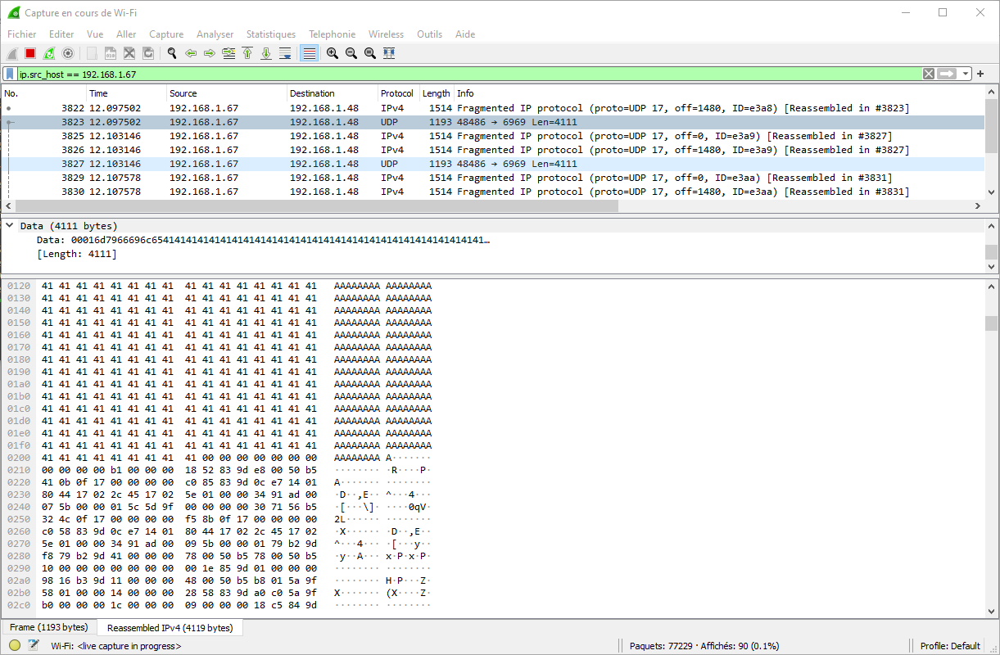 Capture en cours de Wi-Fi
Fichier Editer Vue Aller Capture Analyser Statistiques Telephonie Wireless Outils Aide
ip.src_host == 192.168.1.67
No. Time Source Destination Protocol Length Info
3822 12.097502 192.168.1.67 192.168.1.48 IPv4 1514 Fragmented IP protocol (proto=UDP 17, off=1480, ID=e3a8) [Reassembled in #3823]
3823 12.097502 192.168.1.67 192.168.1.48 UDP 1193 48486 → 6969 Len=4111
3825 12.103146 192.168.1.67 192.168.1.48 IPv4 1514 Fragmented IP protocol (proto=UDP 17, off=0, ID=e3a9) [Reassembled in #3827]
3826 12.103146 192.168.1.67 192.168.1.48 IPv4 1514 Fragmented IP protocol (proto=UDP 17, off=1480, ID=e3a9) [Reassembled in #3827]
3827 12.103146 192.168.1.67 192.168.1.48 UDP 1193 48486 → 6969 Len=4111
3829 12.107578 192.168.1.67 192.168.1.48 IPv4 1514 Fragmented IP protocol (proto=UDP 17, off=0, ID=e3aa) [Reassembled in #3831]
3830 12.107578 192.168.1.67 192.168.1.48 IPv4 1514 Fragmented IP protocol (proto=UDP 17, off=1480, ID=e3aa) [Reassembled in #3831]
Data (4111 bytes)
Data: 00016d7966696c6541414141414141414141414141414141414141414141414141414141…
[Length: 4111]
0120 41 41 41 41 41 41 41 41 41 41 41 41 41 41 41 41 AAAAAAAA AAAAAAAA
0130 41 41 41 41 41 41 41 41 41 41 41 41 41 41 41 41 AAAAAAAA AAAAAAAA
0140 41 41 41 41 41 41 41 41 41 41 41 41 41 41 41 41 AAAAAAAA AAAAAAAA
0150 41 41 41 41 41 41 41 41 41 41 41 41 41 41 41 41 AAAAAAAA AAAAAAAA
0160 41 41 41 41 41 41 41 41 41 41 41 41 41 41 41 41 AAAAAAAA AAAAAAAA
0170 41 41 41 41 41 41 41 41 41 41 41 41 41 41 41 41 AAAAAAAA AAAAAAAA
0180 41 41 41 41 41 41 41 41 41 41 41 41 41 41 41 41 AAAAAAAA AAAAAAAA
0190 41 41 41 41 41 41 41 41 41 41 41 41 41 41 41 41 AAAAAAAA AAAAAAAA
01a0 41 41 41 41 41 41 41 41 41 41 41 41 41 41 41 41 AAAAAAAA AAAAAAAA
01b0 41 41 41 41 41 41 41 41 41 41 41 41 41 41 41 41 AAAAAAAA AAAAAAAA
01c0 41 41 41 41 41 41 41 41 41 41 41 41 41 41 41 41 AAAAAAAA AAAAAAAA
01d0 41 41 41 41 41 41 41 41 41 41 41 41 41 41 41 41 AAAAAAAA AAAAAAAA
01e0 41 41 41 41 41 41 41 41 41 41 41 41 41 41 41 41 AAAAAAAA AAAAAAAA
01f0 41 41 41 41 41 41 41 41 41 41 41 41 41 41 41 41 AAAAAAAA AAAAAAAA
0200 41 41 41 41 41 41 41 41 41 00 00 00 00 00 00 00 AAAAAAAA A·······
0210 00 00 00 00 b1 00 00 00 18 52 83 9d e8 00 50 b5 ········ ·R····P·
0220 41 0b 0f 17 00 00 00 00 c0 85 83 9d 0c e7 14 01 A······· ········
0230 80 44 17 02 2c 45 17 02 5e 01 00 00 34 91 ad 00 ·D··,E·· ^···4···
0240 07 5b 00 00 01 5c 5d 9f 00 00 00 00 30 71 56 b5 ·[···\]· ····0qV·
0250 32 4c 0f 17 00 00 00 00 f5 8b 0f 17 00 00 00 00 2L······ ········
0260 c0 58 83 9d 0c e7 14 01 80 44 17 02 2c 45 17 02 ·X······ ·D··,E··
0270 5e 01 00 00 34 91 ad 00 09 5b 00 00 01 79 b2 9d ^···4··· ·[···y··
0280 f8 79 b2 9d 41 00 00 00 78 00 50 b5 78 00 50 b5 ·y··A··· x·P·x·P·
0290 10 00 00 00 00 00 00 00 00 1e 85 9d 01 00 00 00 ········ ········
02a0 98 16 b3 9d 11 00 00 00 48 00 50 b5 b8 01 5a 9f ········ H·P···Z·
02b0 58 01 00 00 14 00 00 00 28 58 83 9d a0 c0 5a 9f X······· (X····Z·
02c0 b0 00 00 00 1c 00 00 00 09 00 00 00 18 c5 84 9d ········ ········
Frame (1193 bytes) Reassembled IPv4 (4119 bytes)
Wi-Fi: <live capture in progress> Paquets: 77229 · Affichés: 90 (0.1%) Profile: Default